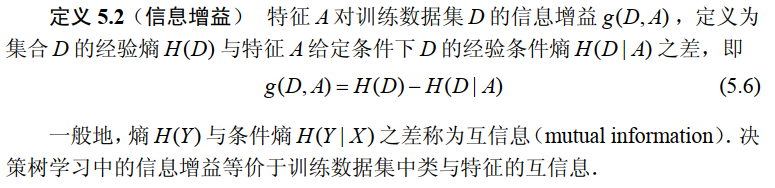 定义 5.2（信息增益） 特征 A 对训练数据集 D 的信息增益 g(D, A)，定义为
集合 D 的经验熵 H(D) 与特征 A 给定条件下 D 的经验条件熵 H(D | A) 之差，即
g(D, A) = H(D) − H(D | A) (5.6)
一般地，熵 H(Y) 与条件熵 H(Y | X) 之差称为互信息（mutual information）．决
策树学习中的信息增益等价于训练数据集中类与特征的互信息．